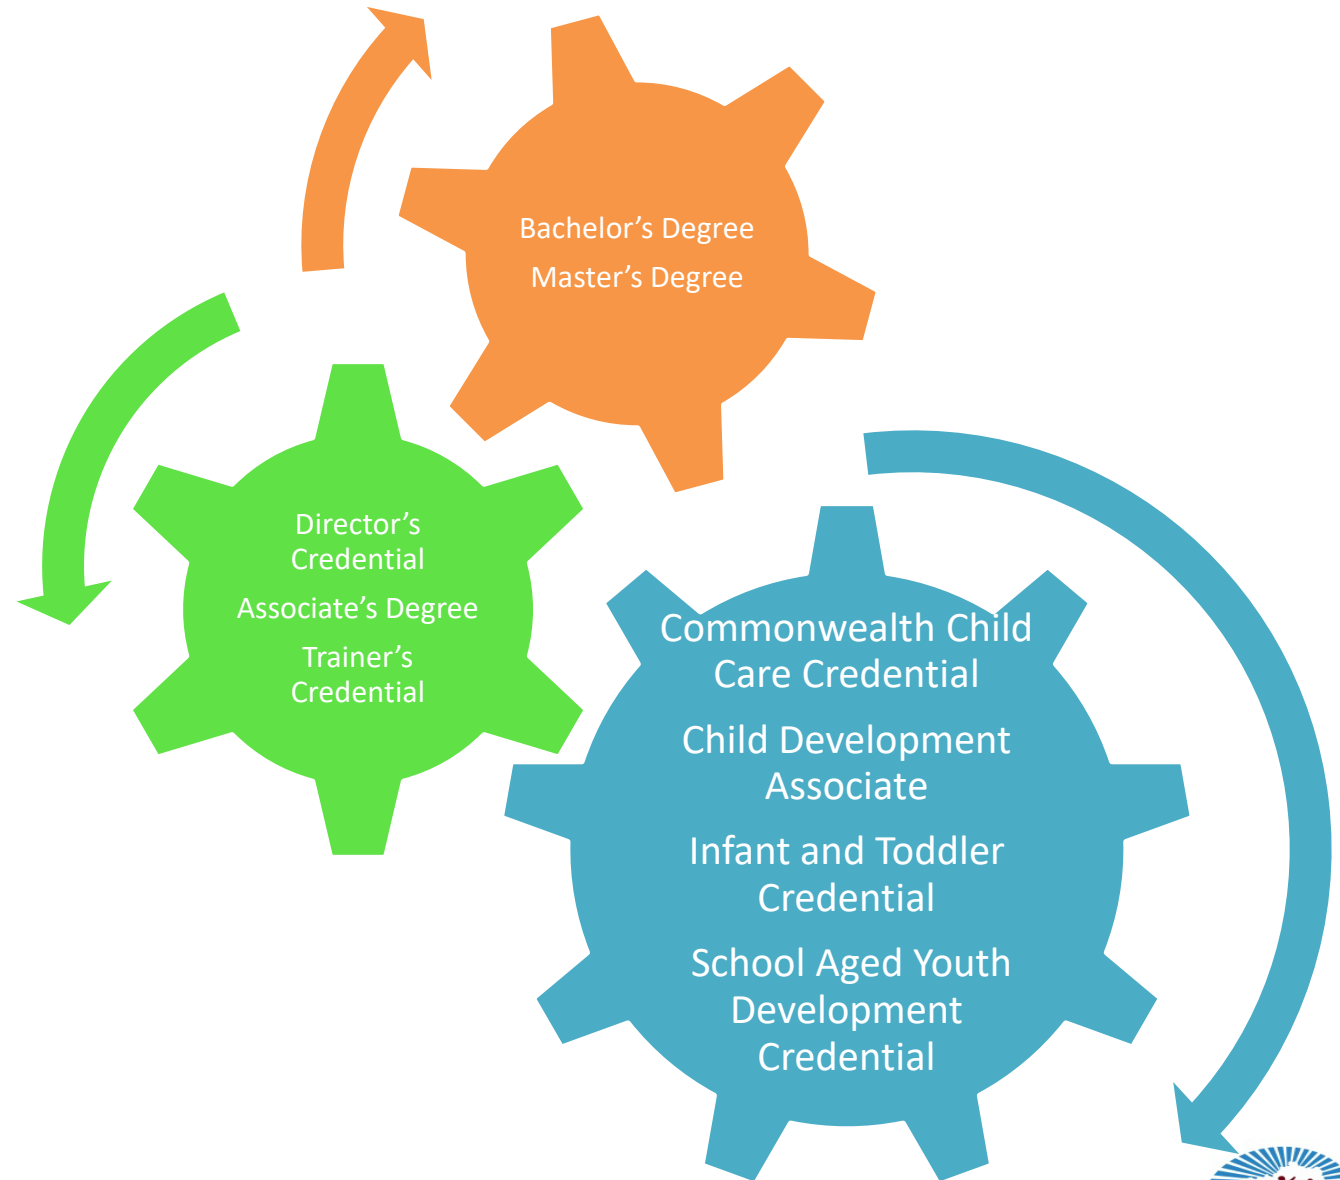 Bachelor’s Degree
Master’s Degree
Director’s
Credential
Associate’s Degree
Trainer’s
Credential
Commonwealth Child
Care Credential
Child Development
Associate
Infant and Toddler
Credential
School Aged Youth
Development
Credential